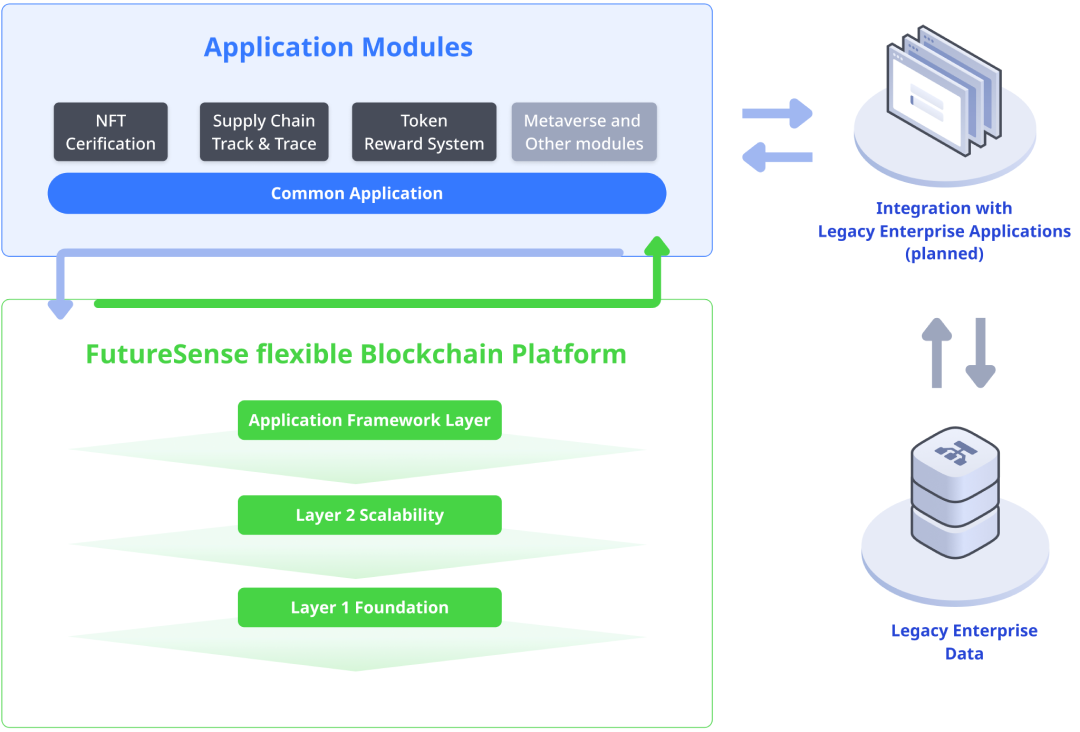 Application Modules
NFT
Cerification
Supply Chain
Track & Trace
Token
Reward System
Metaverse and
Other modules
Common Application
Integration with
Legacy Enterprise Applications
(planned)
FutureSense flexible Blockchain Platform
Application Framework Layer
Layer 2 Scalability
Layer 1 Foundation
Legacy Enterprise
Data